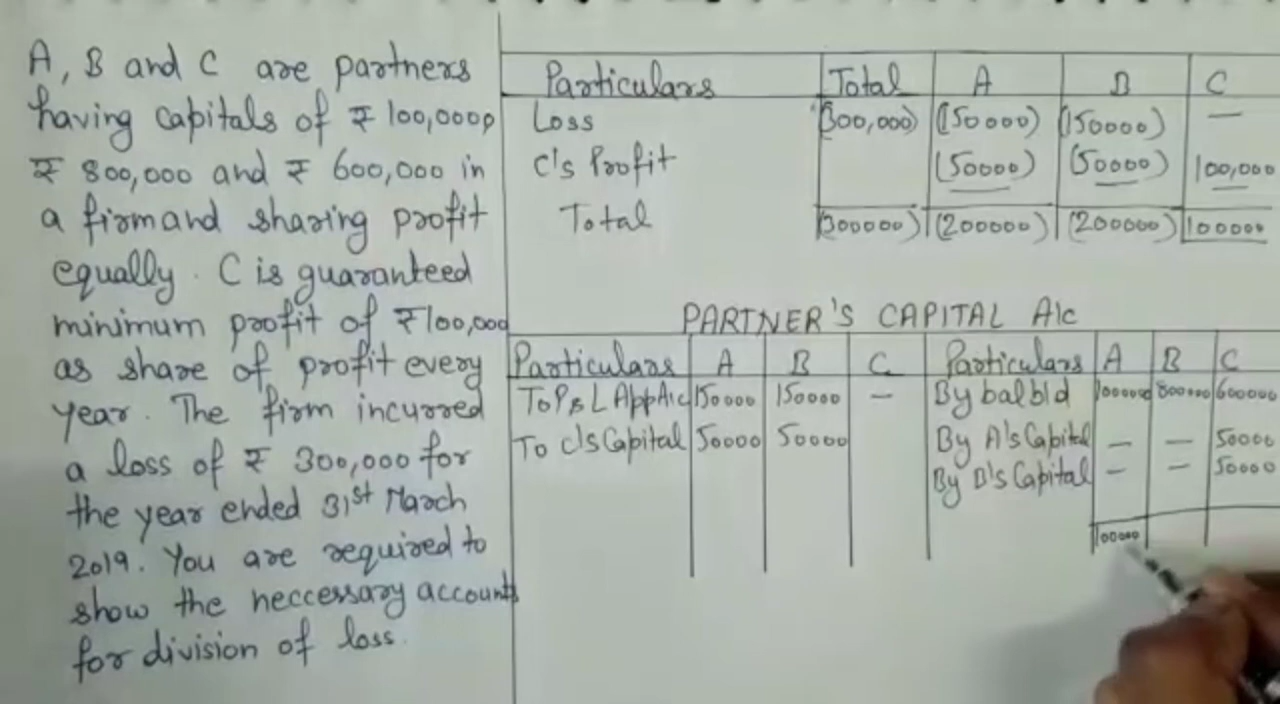 A, B and C are partners
having capitals of ₹ 100,0000
₹ 800,000 and ₹ 600,000 in
a firm and sharing profit
equally. C is guaranteed
minimum profit of ₹100,000
as share of profit every
year. The firm incurred
a loss of ₹ 300,000 for
the year ended 31st March
2019. You are required to
show the neccessary accounts
for division of loss.
Particulars Total A B C
Loss (300,000) (150000) (150000) —
C's Profit (50000) (50000) 100,000
Total (300000) (200000) (200000) 100000
PARTNER'S CAPITAL A/c
Particulars A B C Particulars A B C
To P & L App A/c 150000 150000 — By bal b/d 1000000 800000 600000
To C's Capital 50000 50000 By A's Capital — — 50000
By B's Capital — — 50000
100000